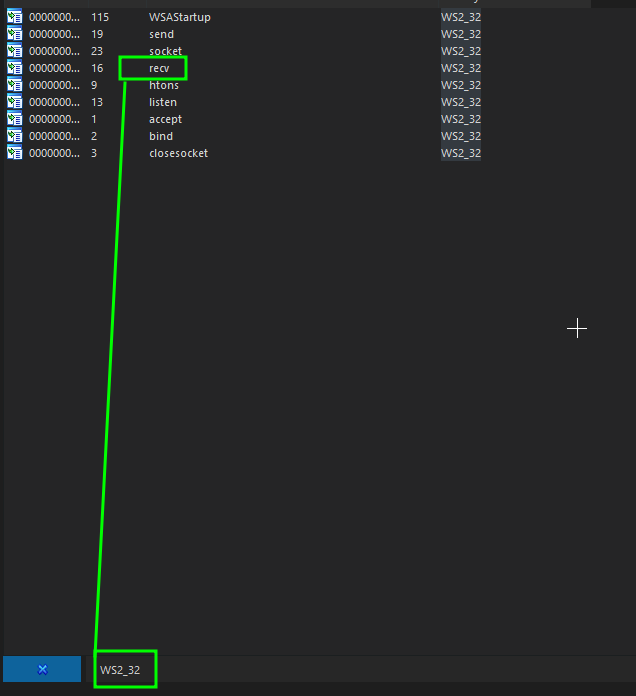 0000000... 115 WSAStartup WS2_32
0000000... 19 send WS2_32
0000000... 23 socket WS2_32
0000000... 16 recv WS2_32
0000000... 9 htons WS2_32
0000000... 13 listen WS2_32
0000000... 1 accept WS2_32
0000000... 2 bind WS2_32
0000000... 3 closesocket WS2_32
WS2_32